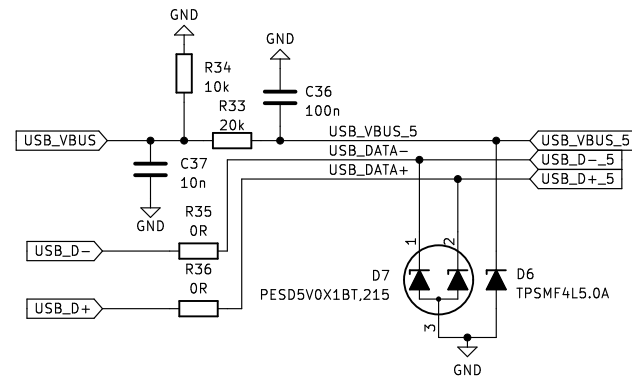 GND
GND
R34
10k
R33
20k
C36
100n
USB_VBUS
USB_VBUS_5
USB_VBUS_5
USB_DATA-
USB_D-_5
USB_DATA+
USB_D+_5
C37
10n
GND
R35
0R
USB_D-
R36
0R
USB_D+
1
2
D7
PESD5V0X1BT,215
3
D6
TPSMF4L5.0A
GND